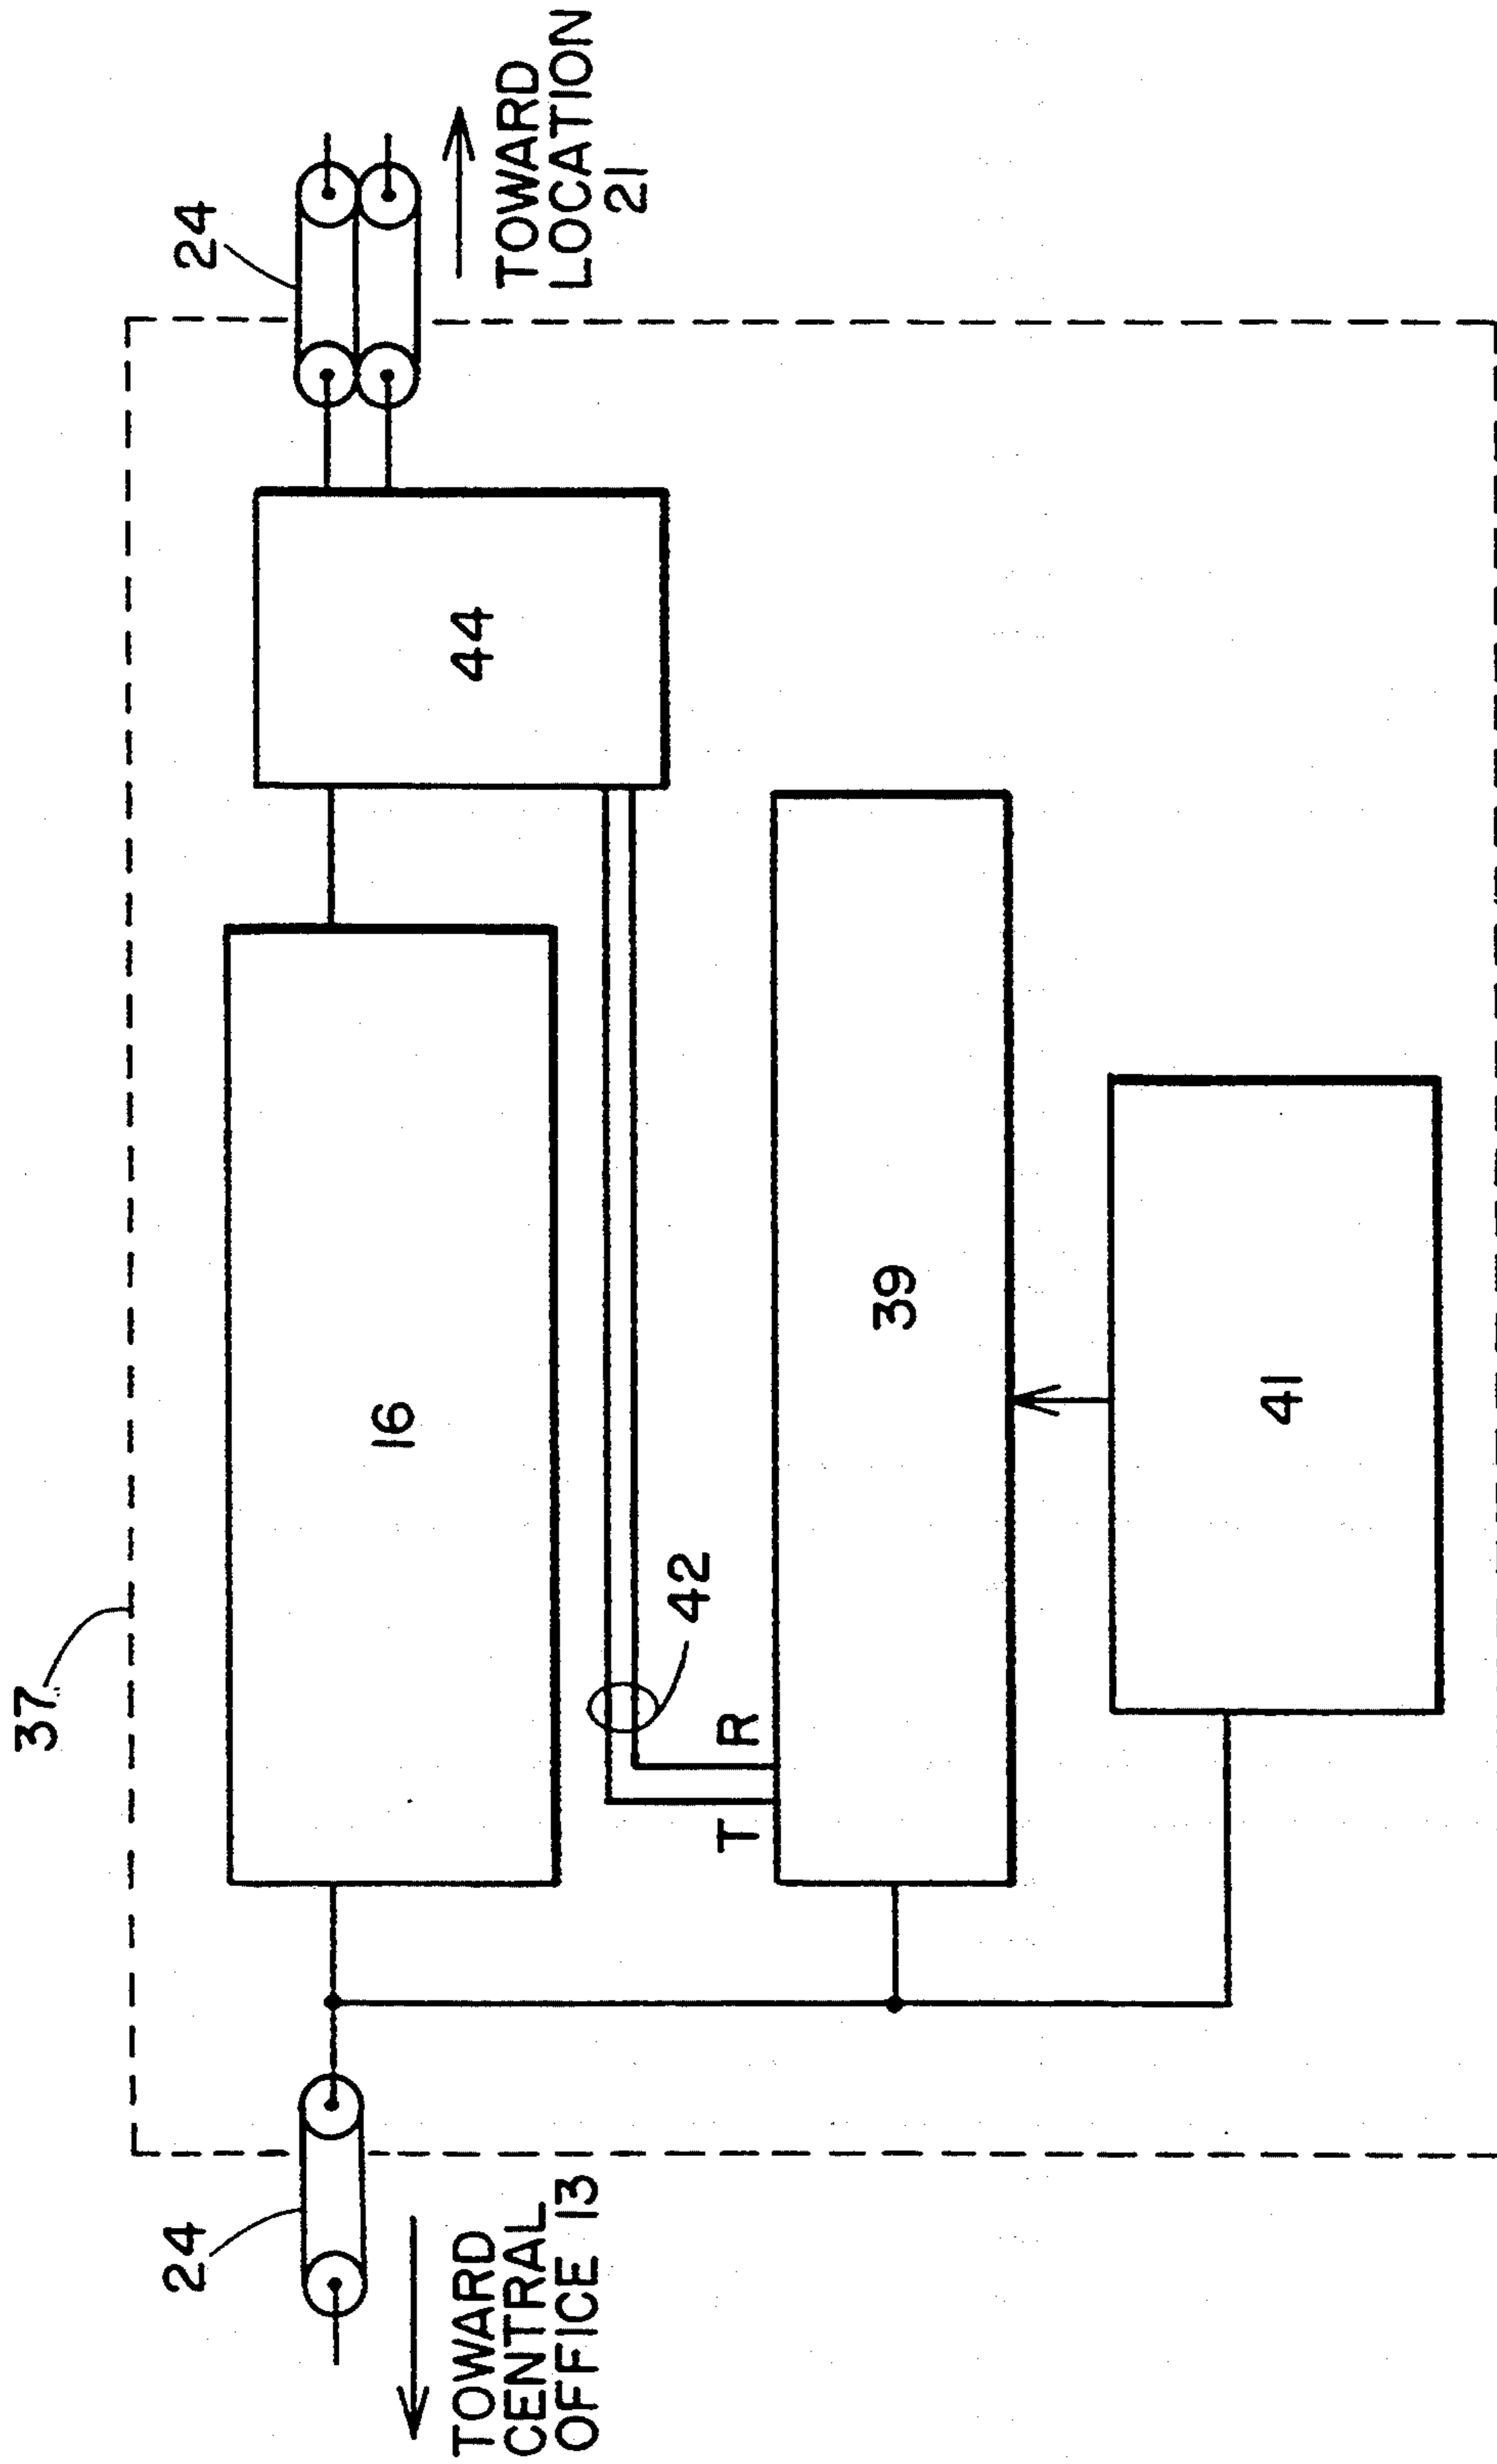 37
24
24
TOWARD
CENTRAL
OFFICE 13
TOWARD
LOCATION
21
16
44
42
T
R
39
41